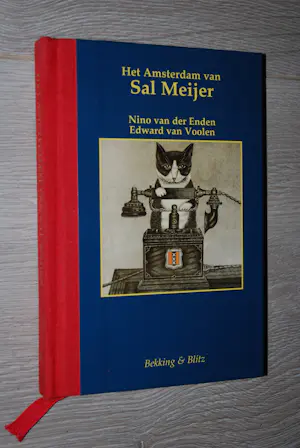 Het Amsterdam van
Sal Meijer
Nino van der Enden
Edward van Voolen
Bekking & Blitz